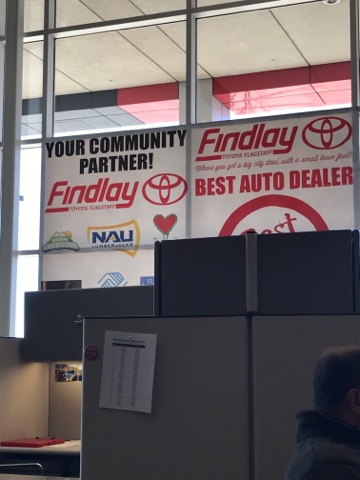 YOUR COMMUNITY
PARTNER!
Findlay
TOYOTA FLAGSTAFF
NAU
LUMBERJACKS
Findlay
TOYOTA FLAGSTAFF
Where you get a big city deal, with a small town feel!
BEST AUTO DEALER
Best